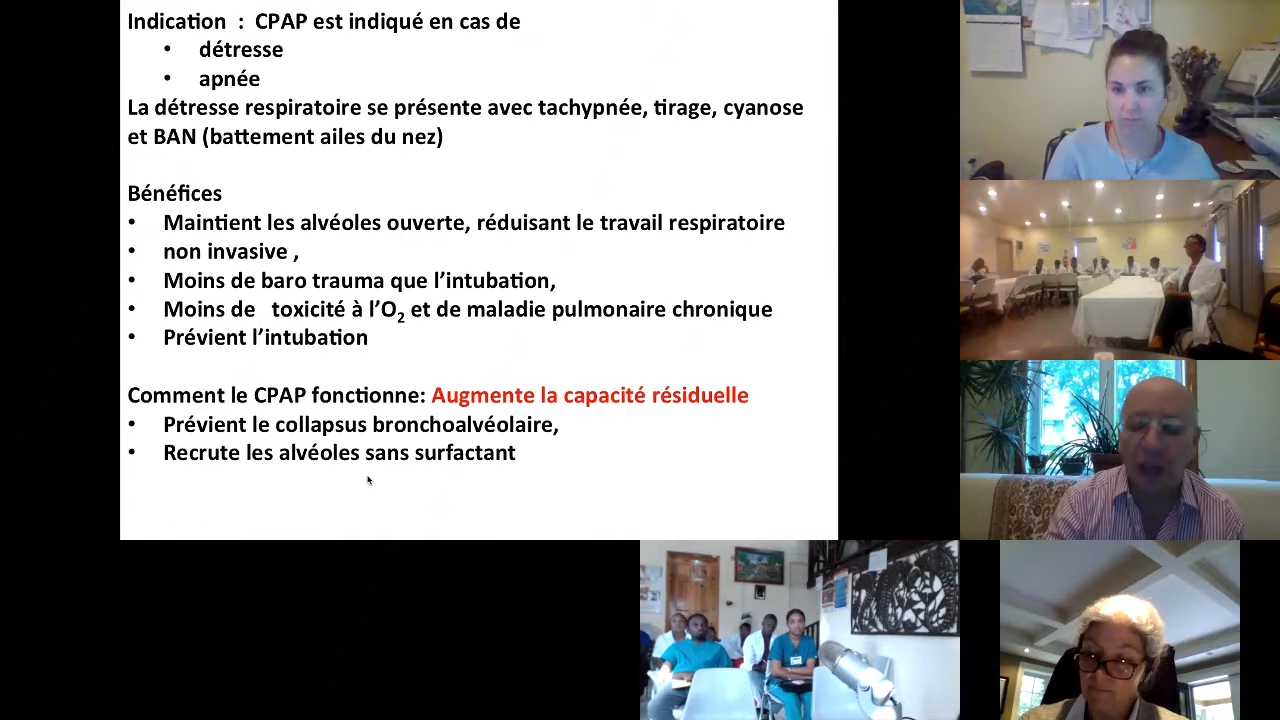 Indication : CPAP est indiqué en cas de
• détresse
• apnée
La détresse respiratoire se présente avec tachypnée, tirage, cyanose
et BAN (battement ailes du nez)
Bénéfices
• Maintient les alvéoles ouverte, réduisant le travail respiratoire
• non invasive ,
• Moins de baro trauma que l’intubation,
• Moins de toxicité à l’O₂ et de maladie pulmonaire chronique
• Prévient l’intubation
Comment le CPAP fonctionne: Augmente la capacité résiduelle
• Prévient le collapsus bronchoalvéolaire,
• Recrute les alvéoles sans surfactant